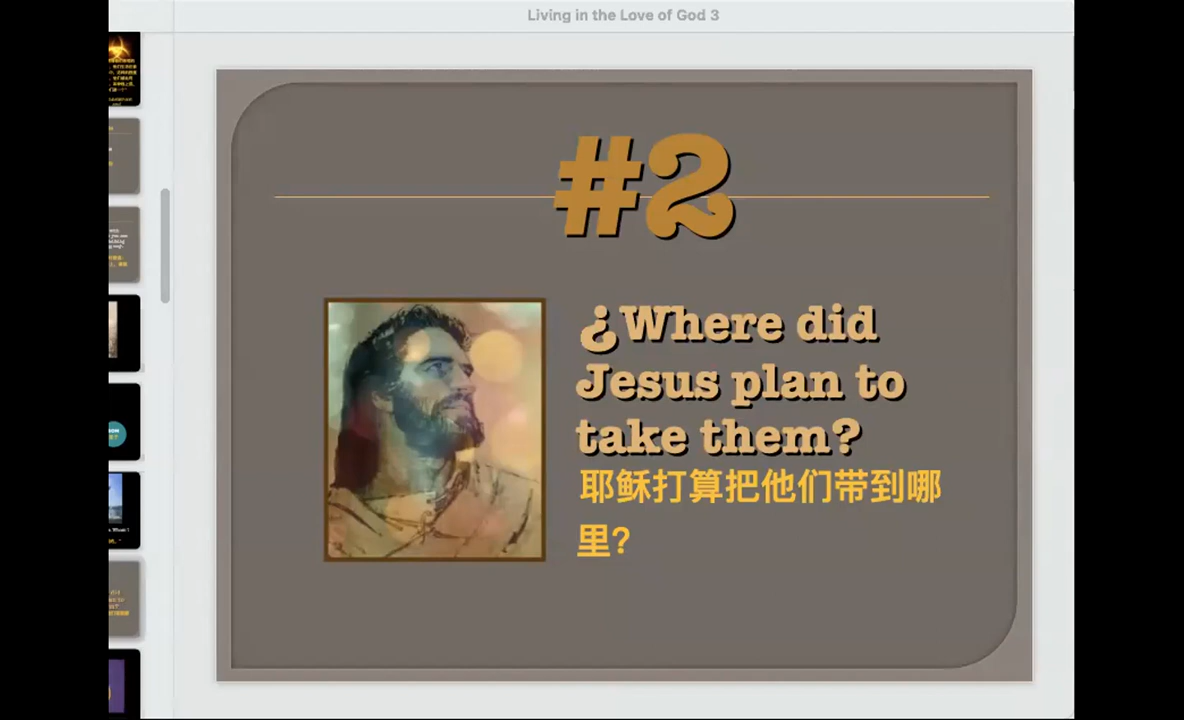 Living in the Love of God 3
#2
¿Where did
Jesus plan to
take them?
耶稣打算把他们带到哪
里?